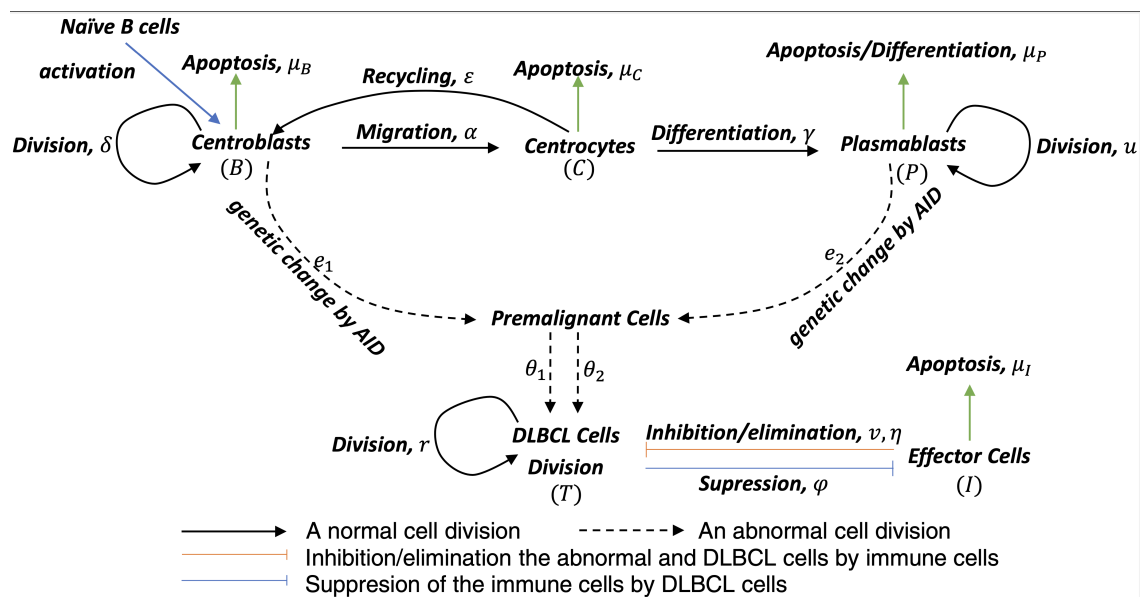 Naïve B cells
activation
Apoptosis, μ_B
Recycling, ε
Apoptosis, μ_C
Apoptosis/Differentiation, μ_P
Division, δ
Centroblasts
(B)
Migration, α
Centrocytes
(C)
Differentiation, γ
Plasmablasts
(P)
Division, u
genetic change by AID
e_1
e_2
genetic change by AID
Premalignant Cells
θ_1
θ_2
Apoptosis, μ_I
Division, r
DLBCL Cells
Division
(T)
Inhibition/elimination, v, η
Supression, φ
Effector Cells
(I)
A normal cell division
An abnormal cell division
Inhibition/elimination the abnormal and DLBCL cells by immune cells
Suppresion of the immune cells by DLBCL cells